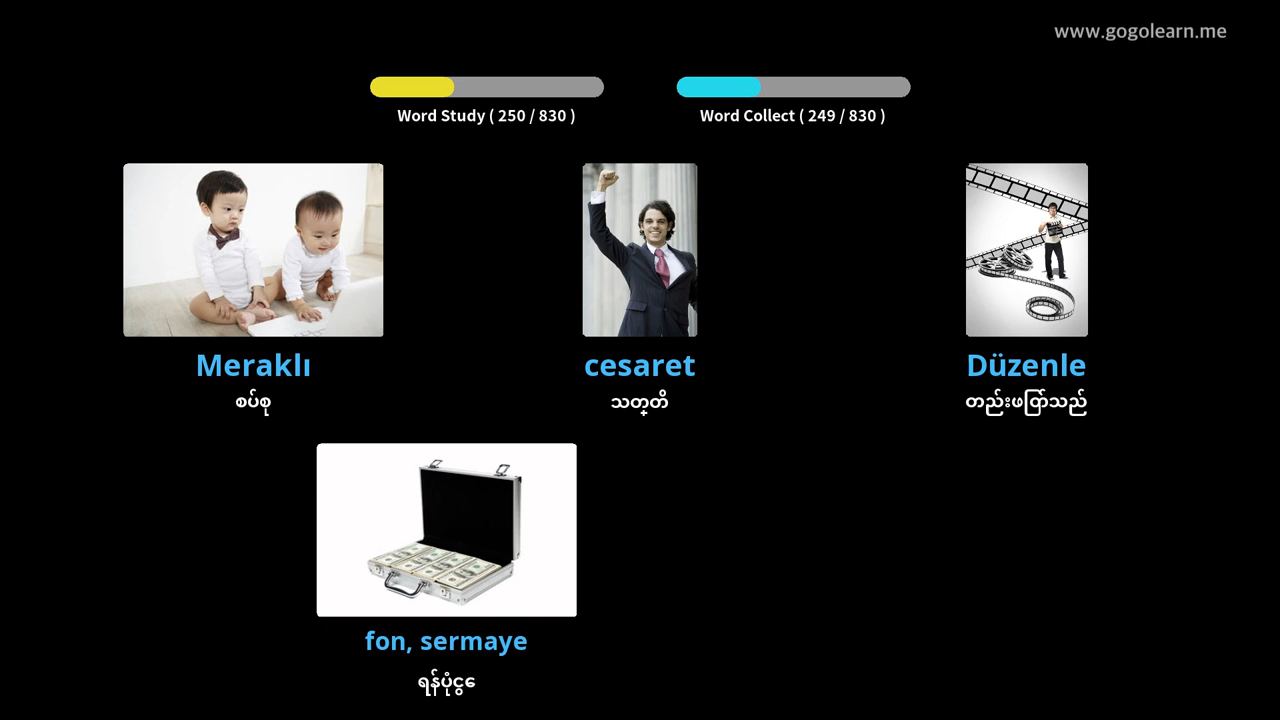 www.gogolearn.me
Word Study ( 250 / 830 )
Word Collect ( 249 / 830 )
Meraklı
စပ်စု
cesaret
သတ္တိ
Düzenle
တည်းဖြတ်သည်
fon, sermaye
ရန်ပုံငွေ